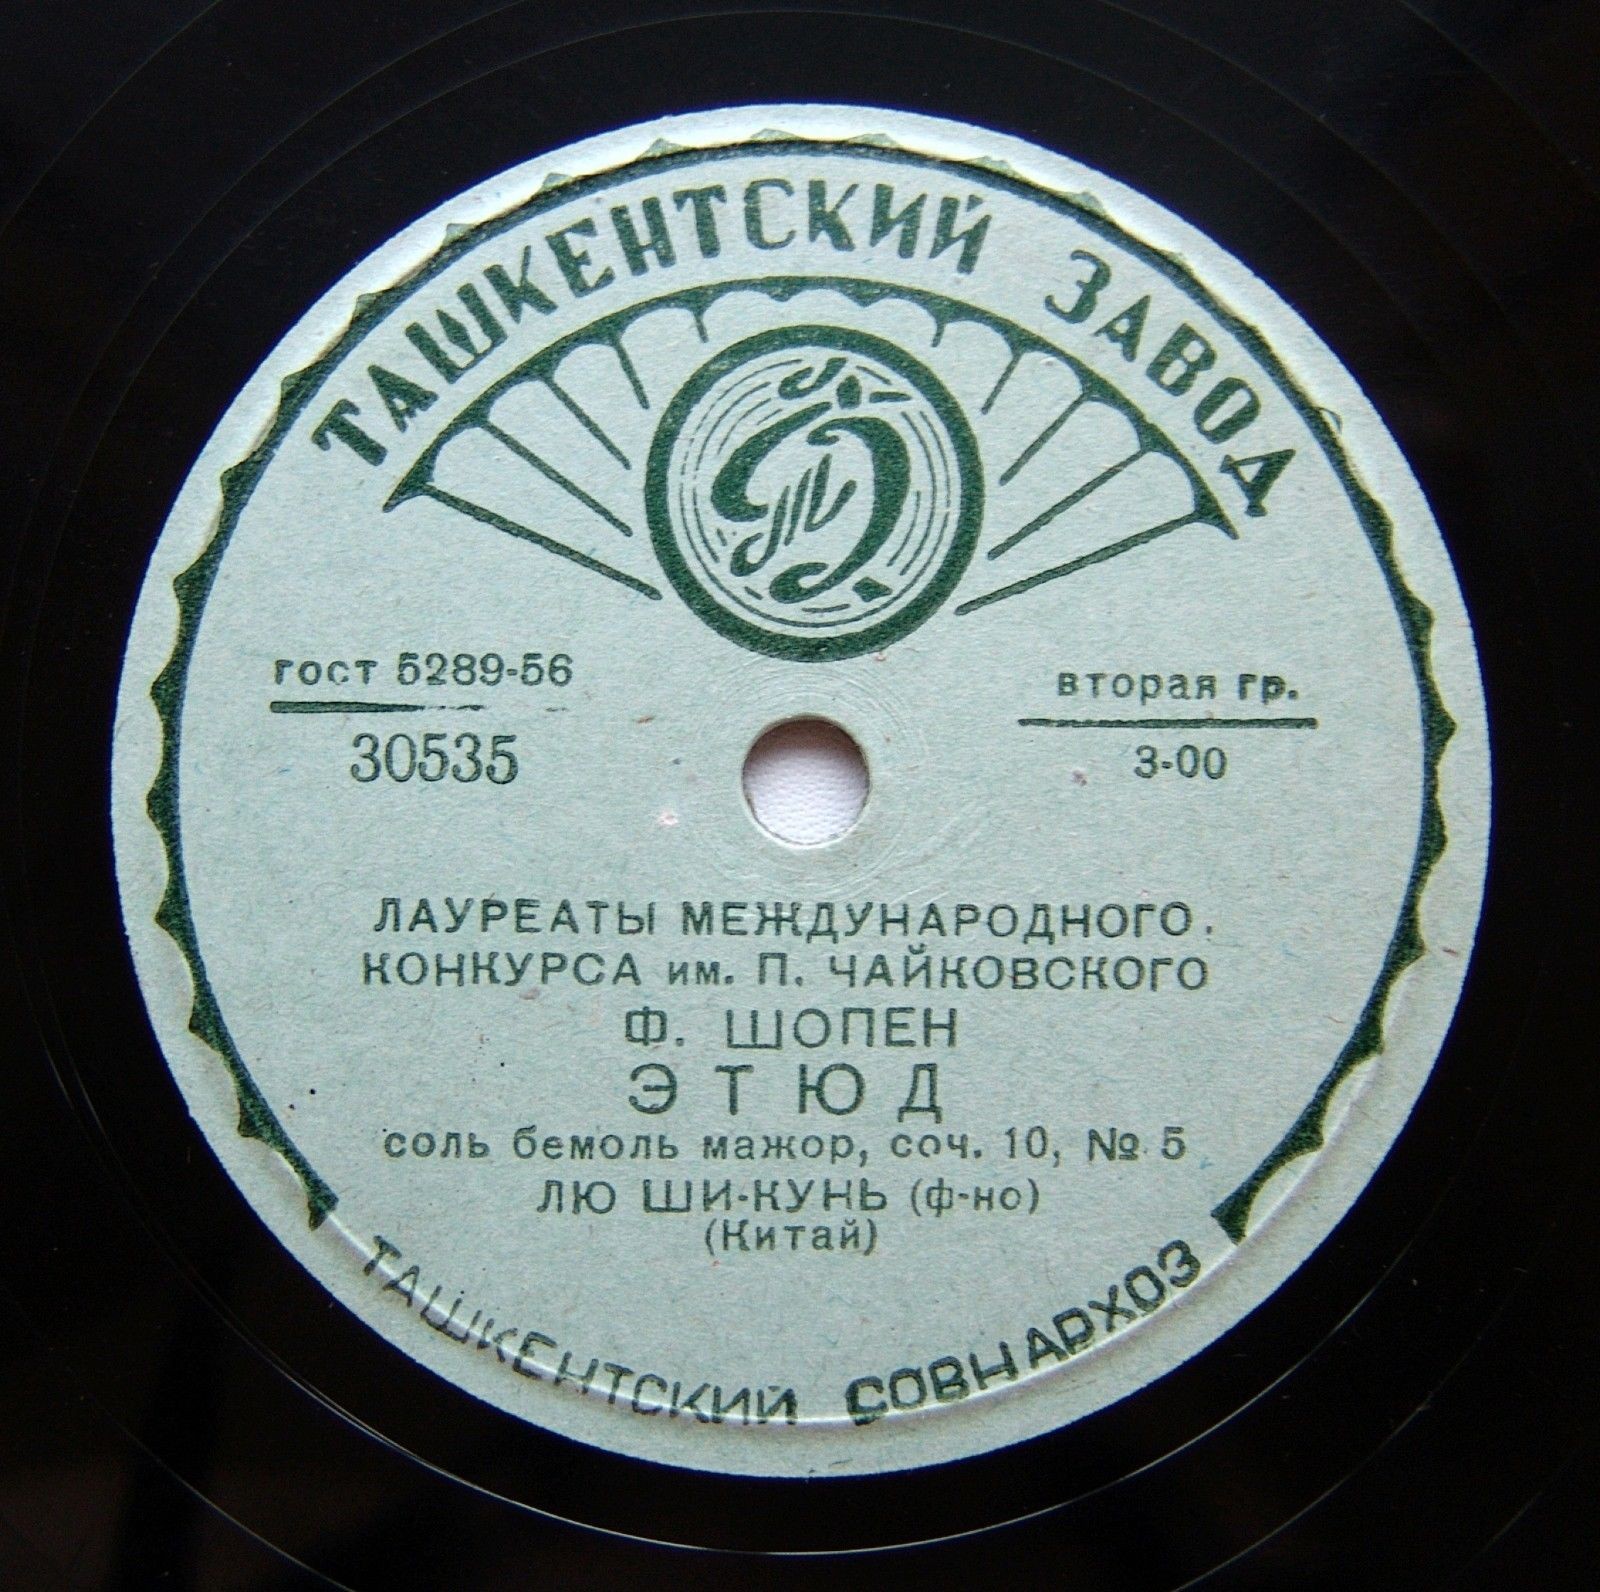 ТАШКЕНТСКИЙ ЗАВОД
гост 5289-56
30535
вторая гр.
3-00
ЛАУРЕАТЫ МЕЖДУНАРОДНОГО.
КОНКУРСА им. П. ЧАЙКОВСКОГО
Ф. ШОПЕН
ЭТЮД
соль бемоль мажор, соч. 10, № 5
ЛЮ ШИ-КУНЬ (ф-но)
(Китай)
ТАШКЕНТСКИЙ СОВНАРХОЗ